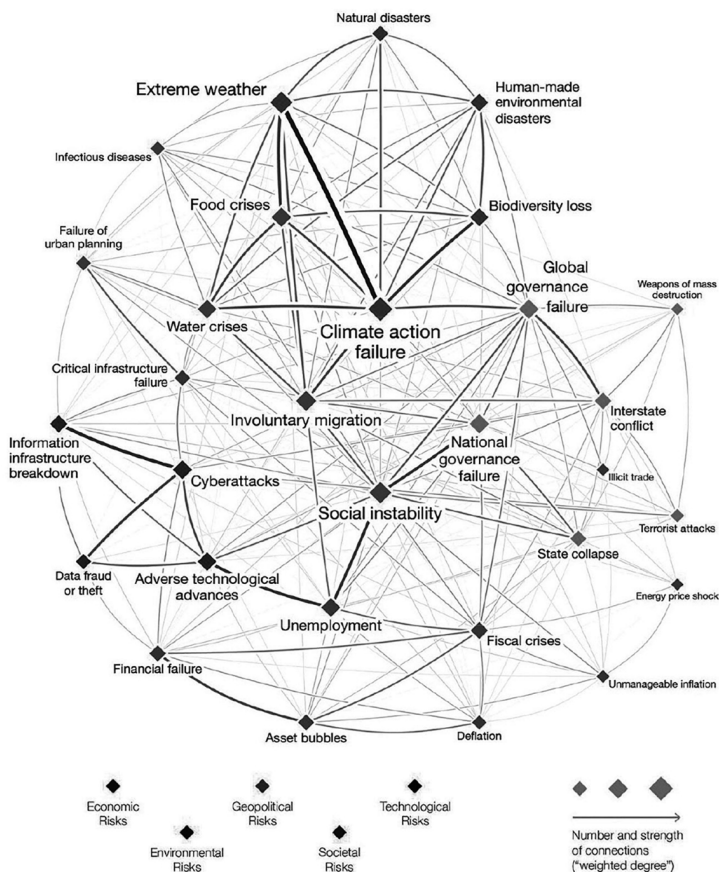 Natural disasters
Extreme weather
Human-made
environmental
disasters
Infectious diseases
Food crises
Biodiversity loss
Failure of
urban planning
Global
governance
failure
Weapons of mass
destruction
Water crises
Climate action
failure
Critical infrastructure
failure
Involuntary migration
Interstate
conflict
Information
infrastructure
breakdown
National
governance
failure
Cyberattacks
Illicit trade
Social instability
Terrorist attacks
State collapse
Data fraud
or theft
Adverse technological
advances
Energy price shock
Unemployment
Fiscal crises
Financial failure
Unmanageable inflation
Asset bubbles
Deflation
Economic
Risks
Geopolitical
Risks
Technological
Risks
Environmental
Risks
Societal
Risks
Number and strength
of connections
("weighted degree")